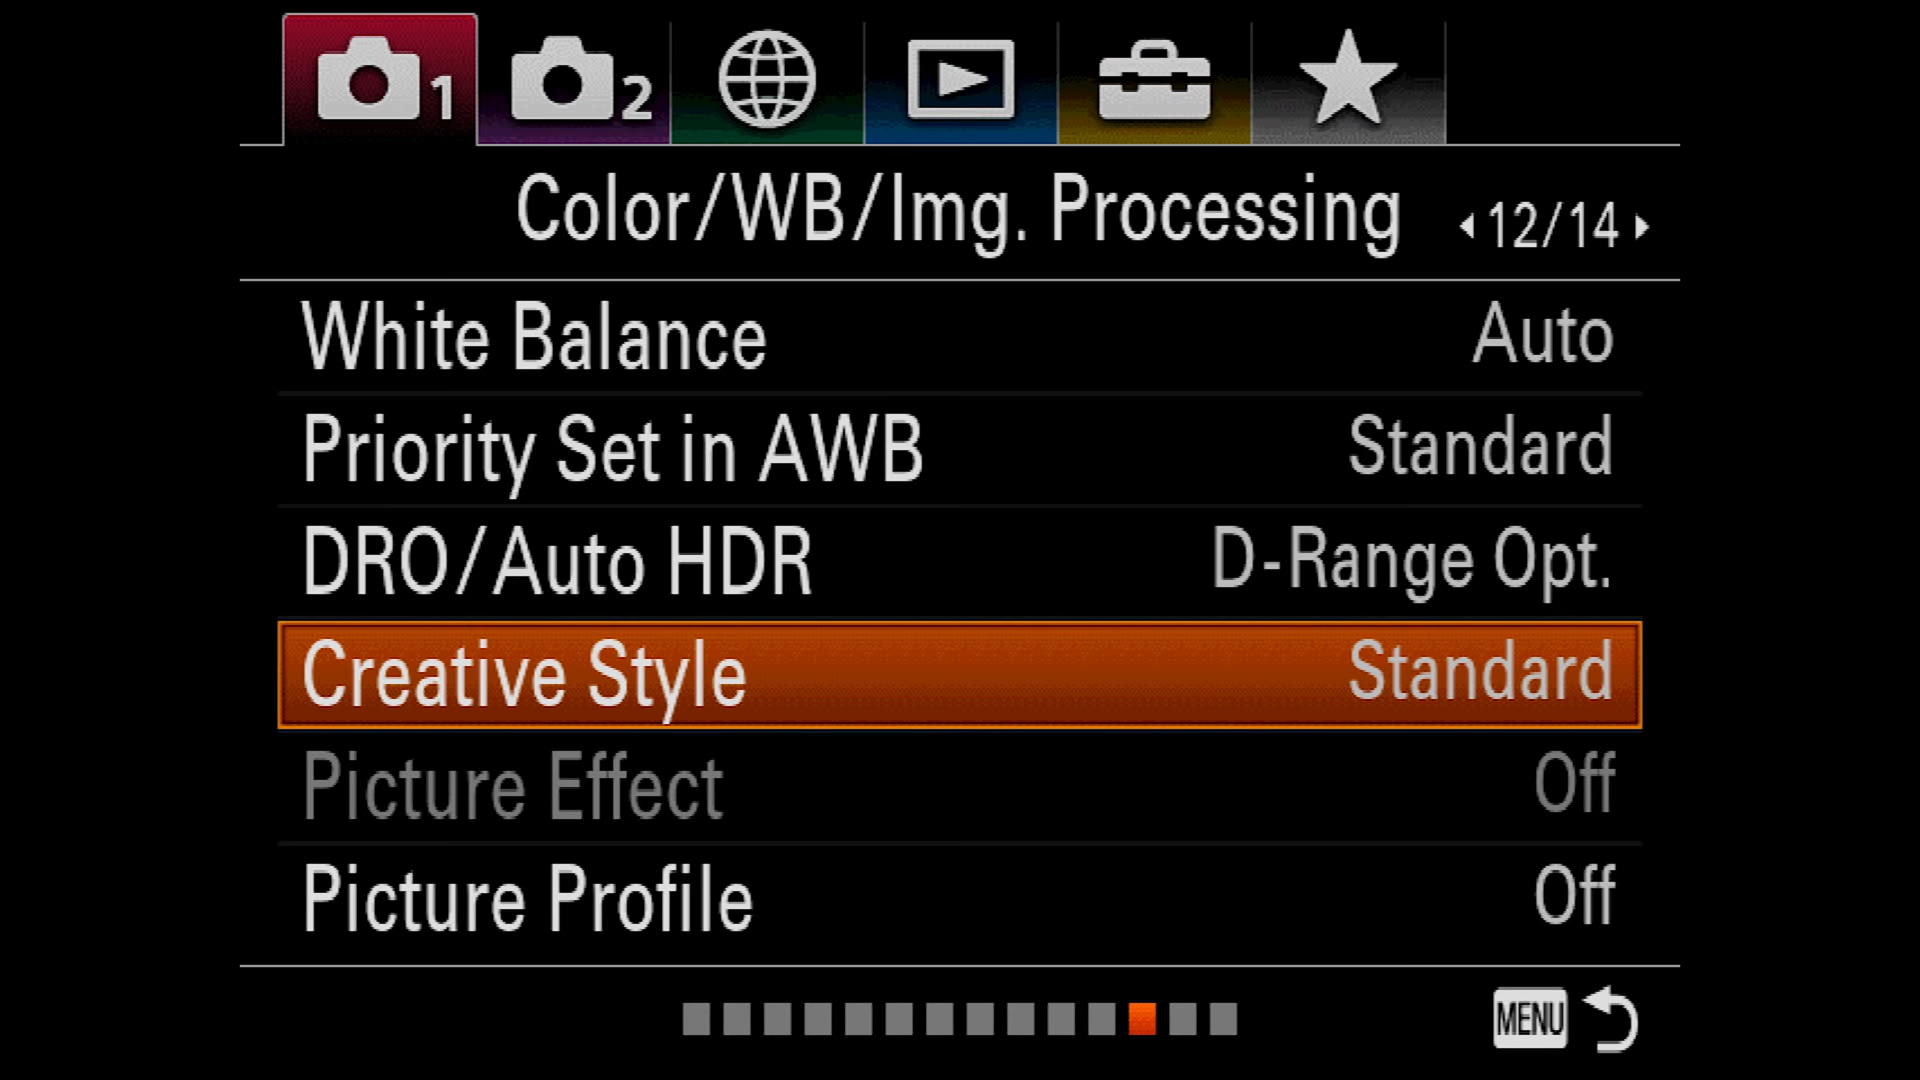 1 2
Color/WB/Img. Processing 12/14
White Balance Auto
Priority Set in AWB Standard
DRO/Auto HDR D-Range Opt.
Creative Style Standard
Picture Effect Off
Picture Profile Off
MENU